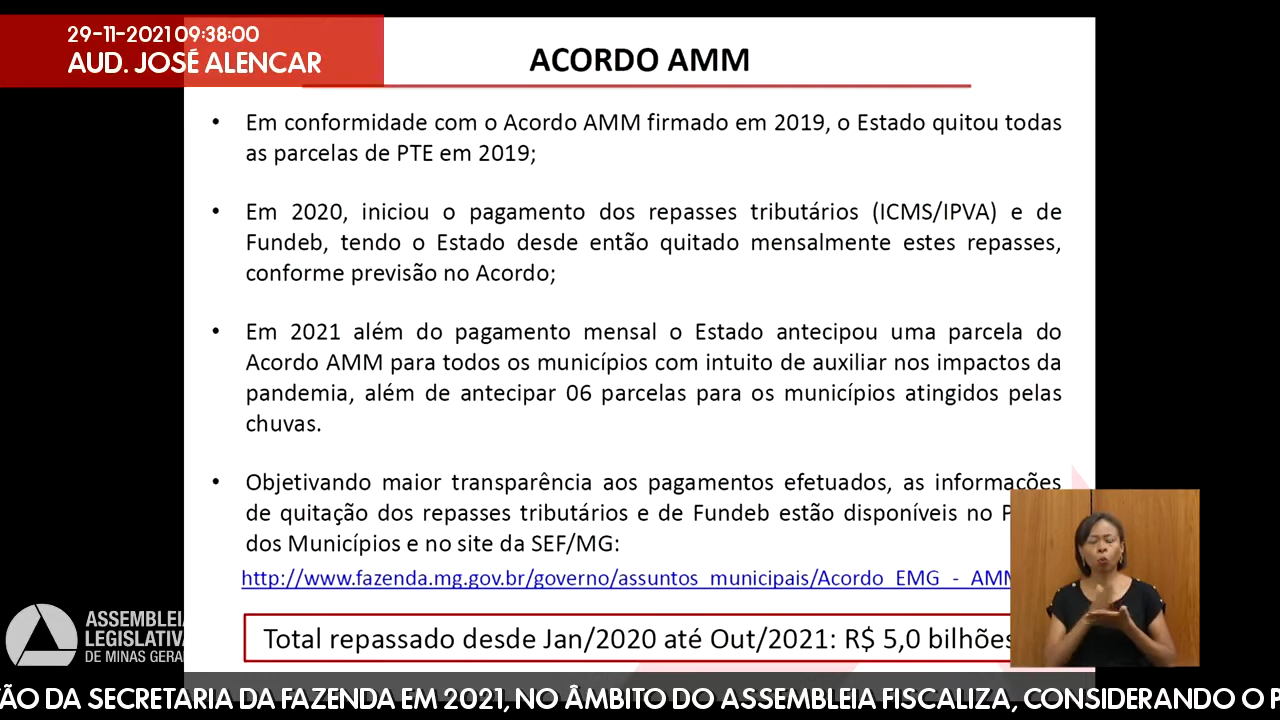 29-11-2021 09:38:00
AUD. JOSÉ ALENCAR
ACORDO AMM
• Em conformidade com o Acordo AMM firmado em 2019, o Estado quitou todas
as parcelas de PTE em 2019;
• Em 2020, iniciou o pagamento dos repasses tributários (ICMS/IPVA) e de
Fundeb, tendo o Estado desde então quitado mensalmente estes repasses,
conforme previsão no Acordo;
• Em 2021 além do pagamento mensal o Estado antecipou uma parcela do
Acordo AMM para todos os municípios com intuito de auxiliar nos impactos da
pandemia, além de antecipar 06 parcelas para os municípios atingidos pelas
chuvas.
• Objetivando maior transparência aos pagamentos efetuados, as informações
de quitação dos repasses tributários e de Fundeb estão disponíveis no
dos Municípios e no site da SEF/MG:
http://www.fazenda.mg.gov.br/governo/assuntos_municipais/Acordo_EMG_-_AMM
Total repassado desde Jan/2020 até Out/2021: R$ 5,0 bilhões
ASSEMBLEIA
LEGISLATIVA
DE MINAS GERAI
ÇÃO DA SECRETARIA DA FAZENDA EM 2021, NO ÂMBITO DO ASSEMBLEIA FISCALIZA, CONSIDERANDO O P